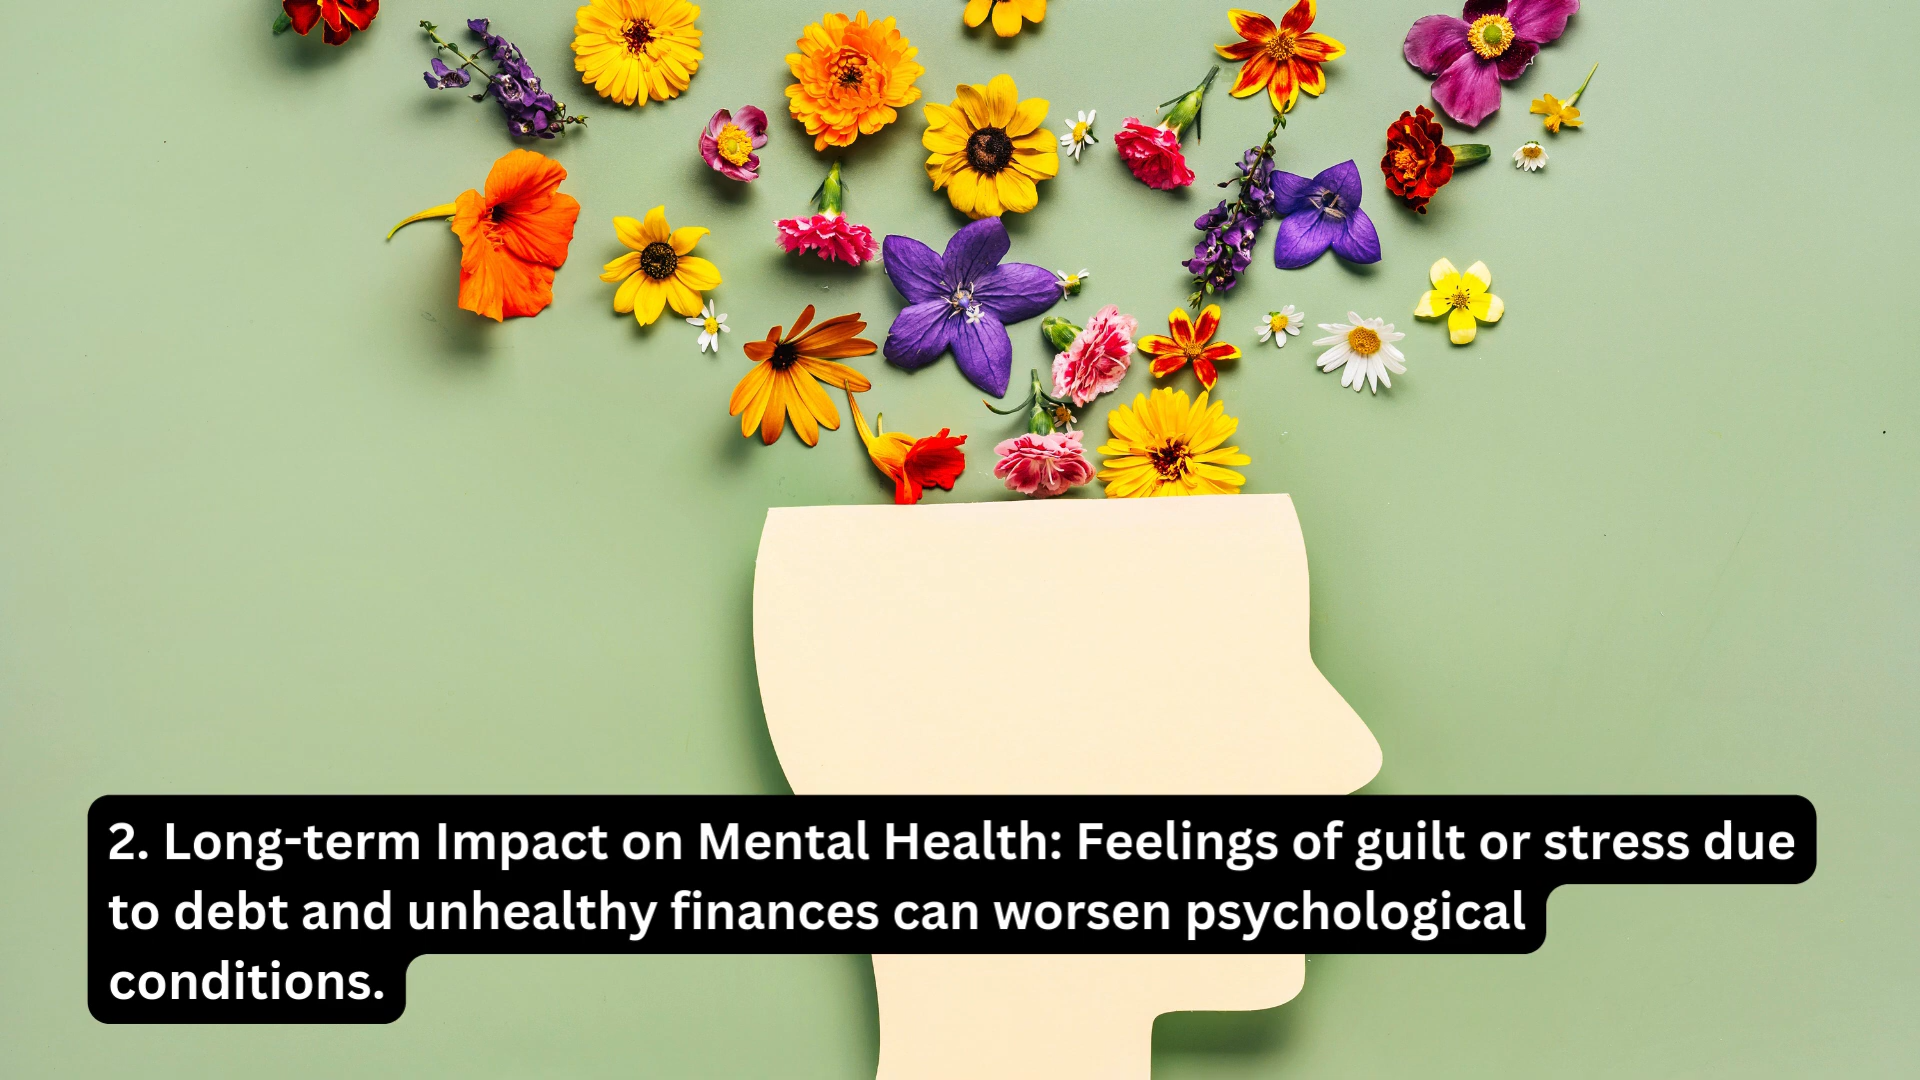 2. Long-term Impact on Mental Health: Feelings of guilt or stress due
to debt and unhealthy finances can worsen psychological
conditions.